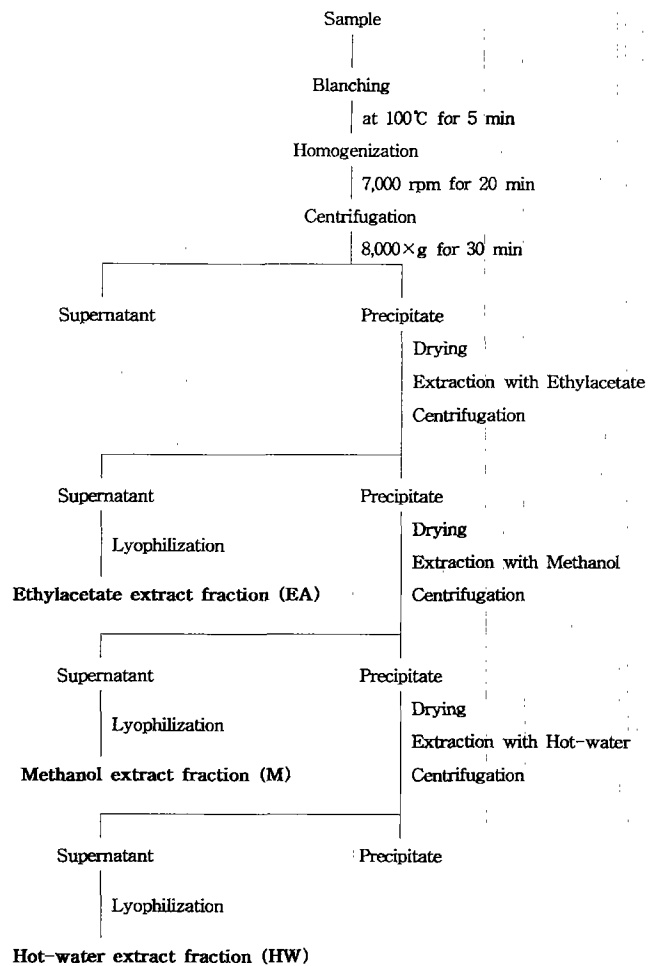 Sample
Blanching
at 100℃ for 5 min
Homogenization
7,000 rpm for 20 min
Centrifugation
8,000×g for 30 min
Supernatant
Precipitate
Drying
Extraction with Ethylacetate
Centrifugation
Supernatant
Precipitate
Lyophilization
Drying
Extraction with Methanol
Ethylacetate extract fraction (EA)
Centrifugation
Supernatant
Precipitate
Lyophilization
Drying
Extraction with Hot-water
Methanol extract fraction (M)
Centrifugation
Supernatant
Precipitate
Lyophilization
Hot-water extract fraction (HW)